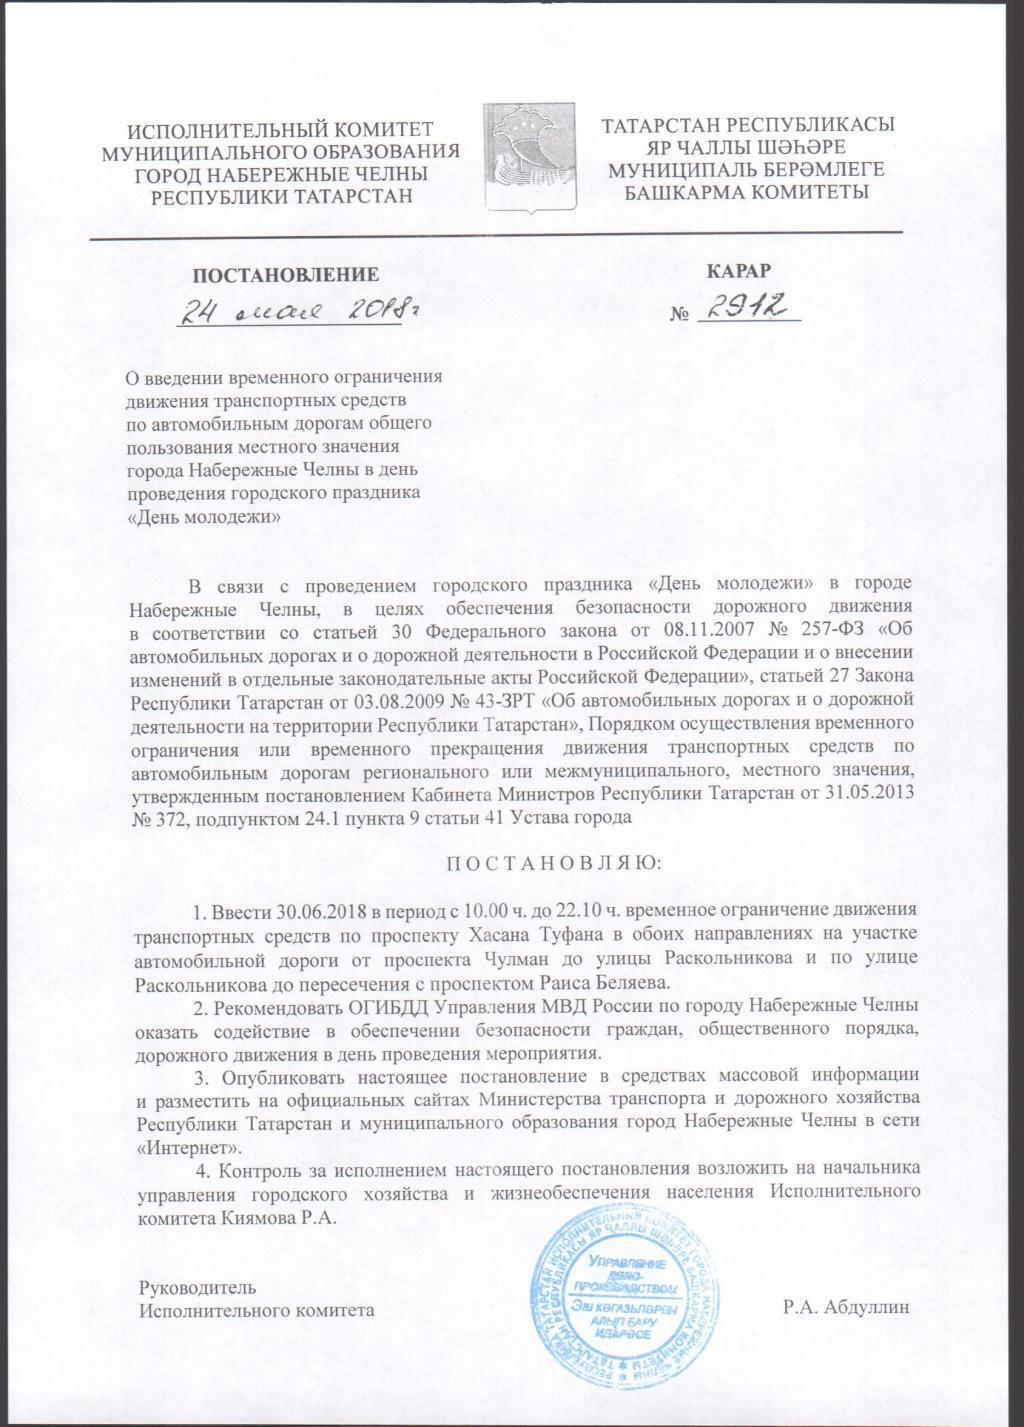 ИСПОЛНИТЕЛЬНЫЙ КОМИТЕТ
МУНИЦИПАЛЬНОГО ОБРАЗОВАНИЯ
ГОРОД НАБЕРЕЖНЫЕ ЧЕЛНЫ
РЕСПУБЛИКИ ТАТАРСТАН
ТАТАРСТАН РЕСПУБЛИКАСЫ
ЯР ЧАЛЛЫ ШӘҺӘРЕ
МУНИЦИПАЛЬ БЕРӘМЛЕГЕ
БАШКАРМА КОМИТЕТЫ
ПОСТАНОВЛЕНИЕ
КАРАР
24 мая 2018г
№ 2912
О введении временного ограничения
движения транспортных средств
по автомобильным дорогам общего
пользования местного значения
города Набережные Челны в день
проведения городского праздника
«День молодежи»
В связи с проведением городского праздника «День молодежи» в городе
Набережные Челны, в целях обеспечения безопасности дорожного движения
в соответствии со статьей 30 Федерального закона от 08.11.2007 № 257-ФЗ «Об
автомобильных дорогах и о дорожной деятельности в Российской Федерации и о внесении
изменений в отдельные законодательные акты Российской Федерации», статьей 27 Закона
Республики Татарстан от 03.08.2009 № 43-ЗРТ «Об автомобильных дорогах и о дорожной
деятельности на территории Республики Татарстан», Порядком осуществления временного
ограничения или временного прекращения движения транспортных средств по
автомобильным дорогам регионального или межмуниципального, местного значения,
утвержденным постановлением Кабинета Министров Республики Татарстан от 31.05.2013
№ 372, подпунктом 24.1 пункта 9 статьи 41 Устава города
П О С Т А Н О В Л Я Ю:
1. Ввести 30.06.2018 в период с 10.00 ч. до 22.10 ч. временное ограничение движения
транспортных средств по проспекту Хасана Туфана в обоих направлениях на участке
автомобильной дороги от проспекта Чулман до улицы Раскольникова и по улице
Раскольникова до пересечения с проспектом Раиса Беляева.
2. Рекомендовать ОГИБДД Управления МВД России по городу Набережные Челны
оказать содействие в обеспечении безопасности граждан, общественного порядка,
дорожного движения в день проведения мероприятия.
3. Опубликовать настоящее постановление в средствах массовой информации
и разместить на официальных сайтах Министерства транспорта и дорожного хозяйства
Республики Татарстан и муниципального образования город Набережные Челны в сети
«Интернет».
4. Контроль за исполнением настоящего постановления возложить на начальника
управления городского хозяйства и жизнеобеспечения населения Исполнительного
комитета Киямова Р.А.
Руководитель
Исполнительного комитета
Р.А. Абдуллин
УПРАВЛЕНИЕ
ДЕЛО-
ПРОИЗВОДСТВОМ
ЭШ КӘГАЗЬЛӘРЕН
АЛЫП БАРУ
ИДАРӘСЕ